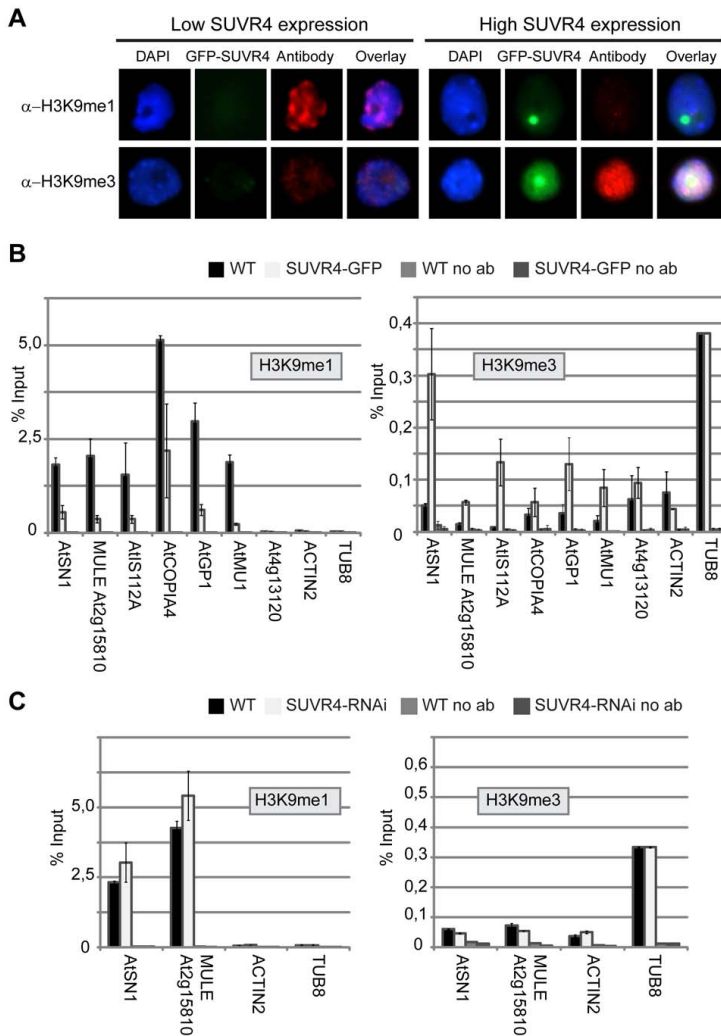 A
Low SUVR4 expression High SUVR4 expression
DAPI GFP-SUVR4 Antibody Overlay DAPI GFP-SUVR4 Antibody Overlay
α-H3K9me1
α-H3K9me3
B
WT SUVR4-GFP WT no ab SUVR4-GFP no ab
5,0
2,5
0
% Input
H3K9me1
AtSN1
MULE At2g15810
AtIS112A
AtCOPIA4
AtGP1
AtMU1
At4g13120
ACTIN2
TUB8
0,4
0,3
0,2
0,1
0
% Input
H3K9me3
AtSN1
MULE At2g15810
AtIS112A
AtCOPIA4
AtGP1
AtMU1
At4g13120
ACTIN2
TUB8
C
WT SUVR4-RNAi WT no ab SUVR4-RNAi no ab
5,0
2,5
0
% Input
H3K9me1
AtSN1
MULE
At2g15810
ACTIN2
TUB8
0,6
0,5
0,4
0,3
0,2
0,1
0
% Input
H3K9me3
AtSN1
MULE
At2g15810
ACTIN2
TUB8